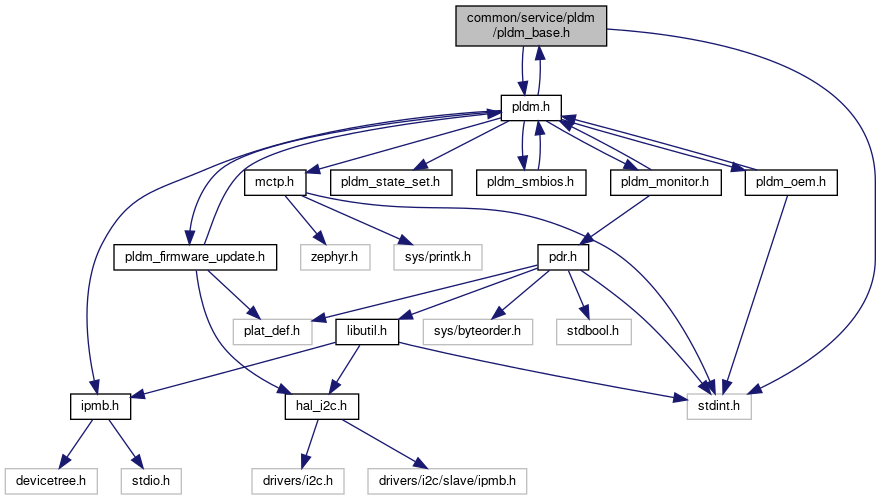 common/service/pldm
/pldm_base.h
pldm.h
mctp.h
pldm_state_set.h
pldm_smbios.h
pldm_monitor.h
pldm_oem.h
pldm_firmware_update.h
zephyr.h
sys/printk.h
pdr.h
plat_def.h
libutil.h
sys/byteorder.h
stdbool.h
ipmb.h
hal_i2c.h
stdint.h
devicetree.h
stdio.h
drivers/i2c.h
drivers/i2c/slave/ipmb.h